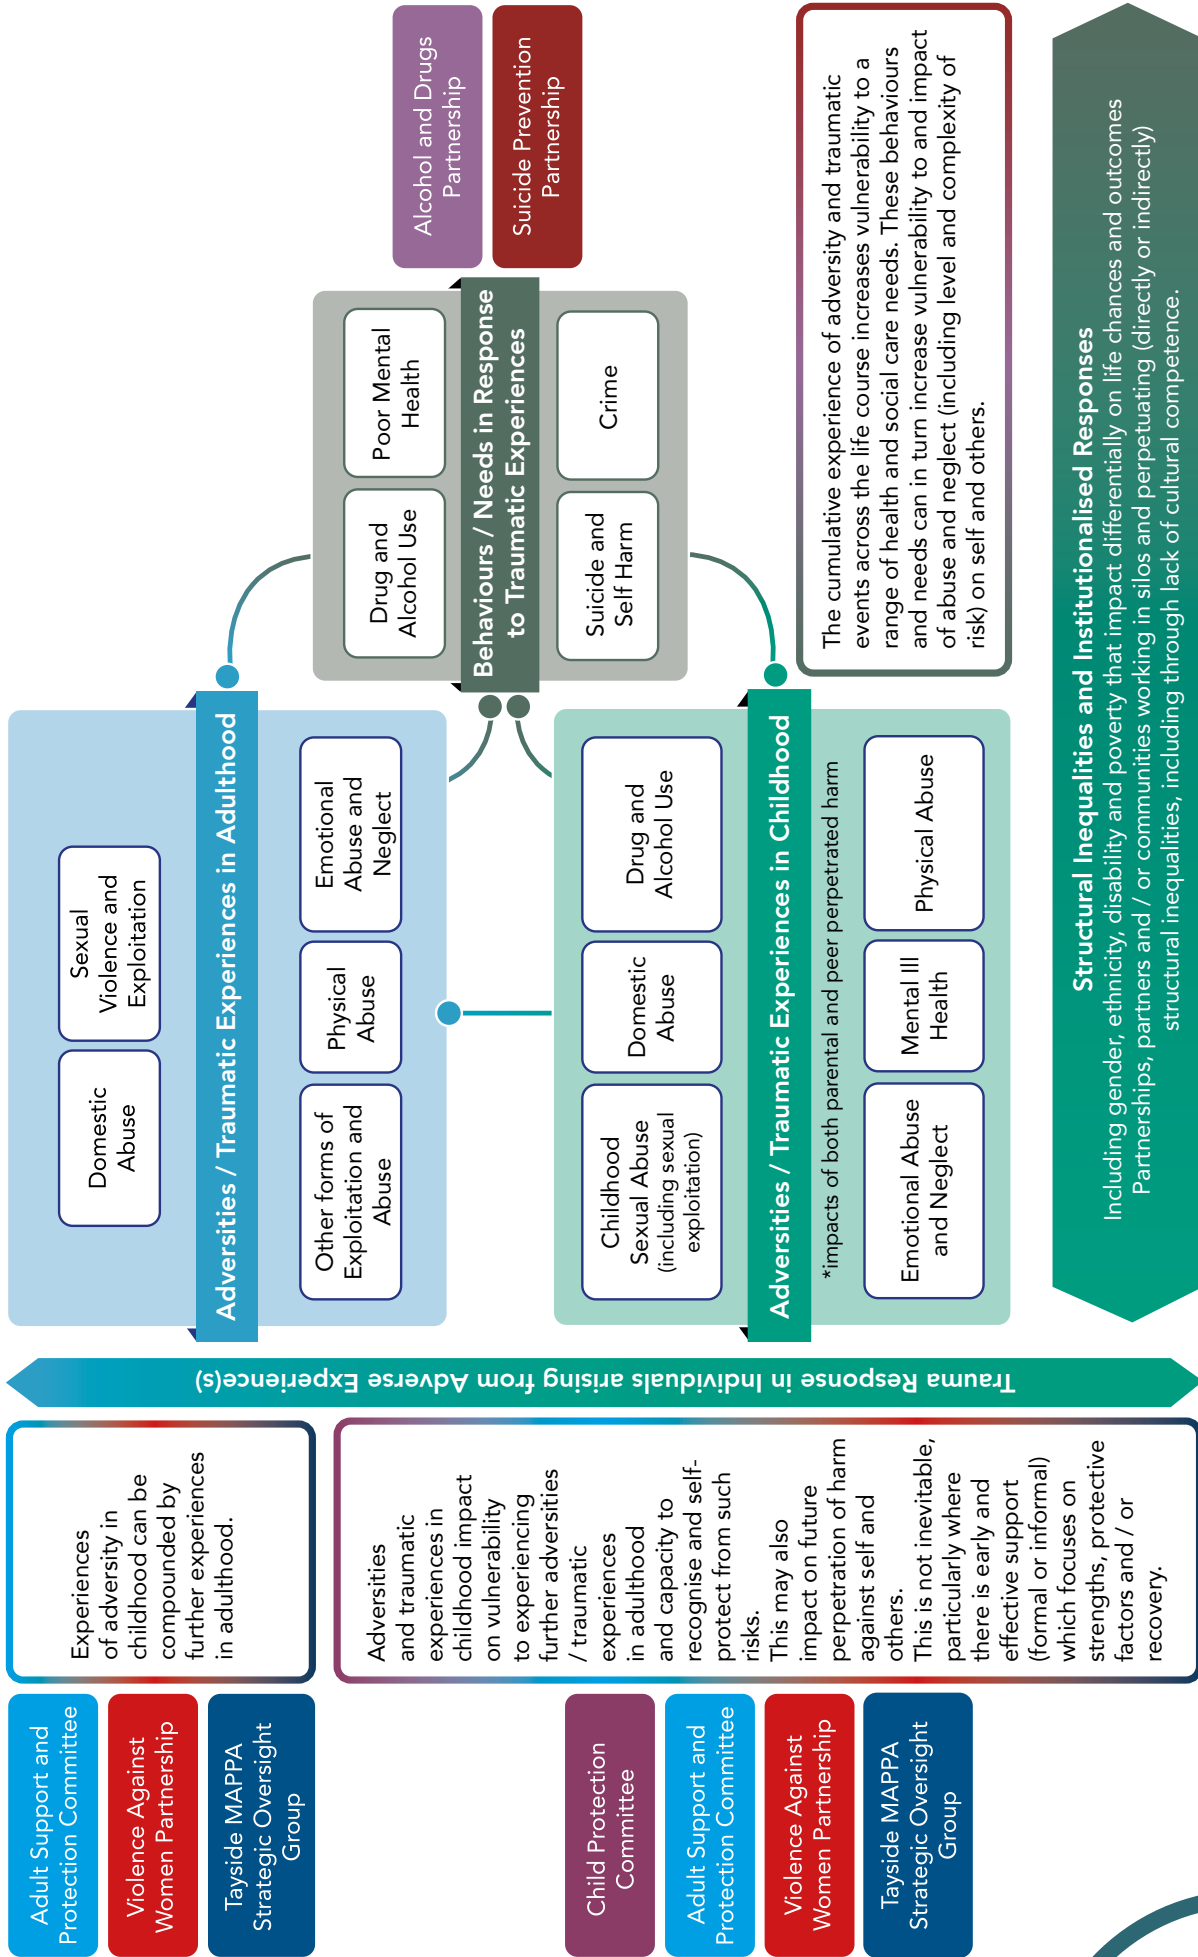 Adult Support and
Protection Committee
Violence Against
Women Partnership
Tayside MAPPA
Strategic Oversight
Group
Experiences
of adversity in
childhood can be
compounded by
further experiences
in adulthood.
Child Protection
Committee
Adult Support and
Protection Committee
Violence Against
Women Partnership
Tayside MAPPA
Strategic Oversight
Group
Adversities
and traumatic
experiences in
childhood impact
on vulnerability
to experiencing
further adversities
/ traumatic
experiences
in adulthood
and capacity to
recognise and self-
protect from such
risks.
This may also
impact on future
perpetration of harm
against self and
others.
This is not inevitable,
particularly where
there is early and
effective support
(formal or informal)
which focuses on
strengths, protective
factors and / or
recovery.
Trauma Response in Individuals arising from Adverse Experience(s)
Domestic
Abuse
Sexual
Violence and
Exploitation
Adversities / Traumatic Experiences in Adulthood
Other forms of
Exploitation and
Abuse
Physical
Abuse
Emotional
Abuse and
Neglect
Childhood
Sexual Abuse
(including sexual
exploitation)
Domestic
Abuse
Drug and
Alcohol Use
Adversities / Traumatic Experiences in Childhood
*impacts of both parental and peer perpetrated harm
Emotional Abuse
and Neglect
Mental Ill
Health
Physical Abuse
Drug and
Alcohol Use
Poor Mental
Health
Behaviours / Needs in Response
to Traumatic Experiences
Suicide and
Self Harm
Crime
Alcohol and Drugs
Partnership
Suicide Prevention
Partnership
The cumulative experience of adversity and traumatic
events across the life course increases vulnerability to a
range of health and social care needs. These behaviours
and needs can in turn increase vulnerability to and impact
of abuse and neglect (including level and complexity of
risk) on self and others.
Structural Inequalities and Institutionalised Responses
Including gender, ethnicity, disability and poverty that impact differentially on life chances and outcomes
Partnerships, partners and / or communities working in silos and perpetuating (directly or indirectly)
structural inequalities, including through lack of cultural competence.